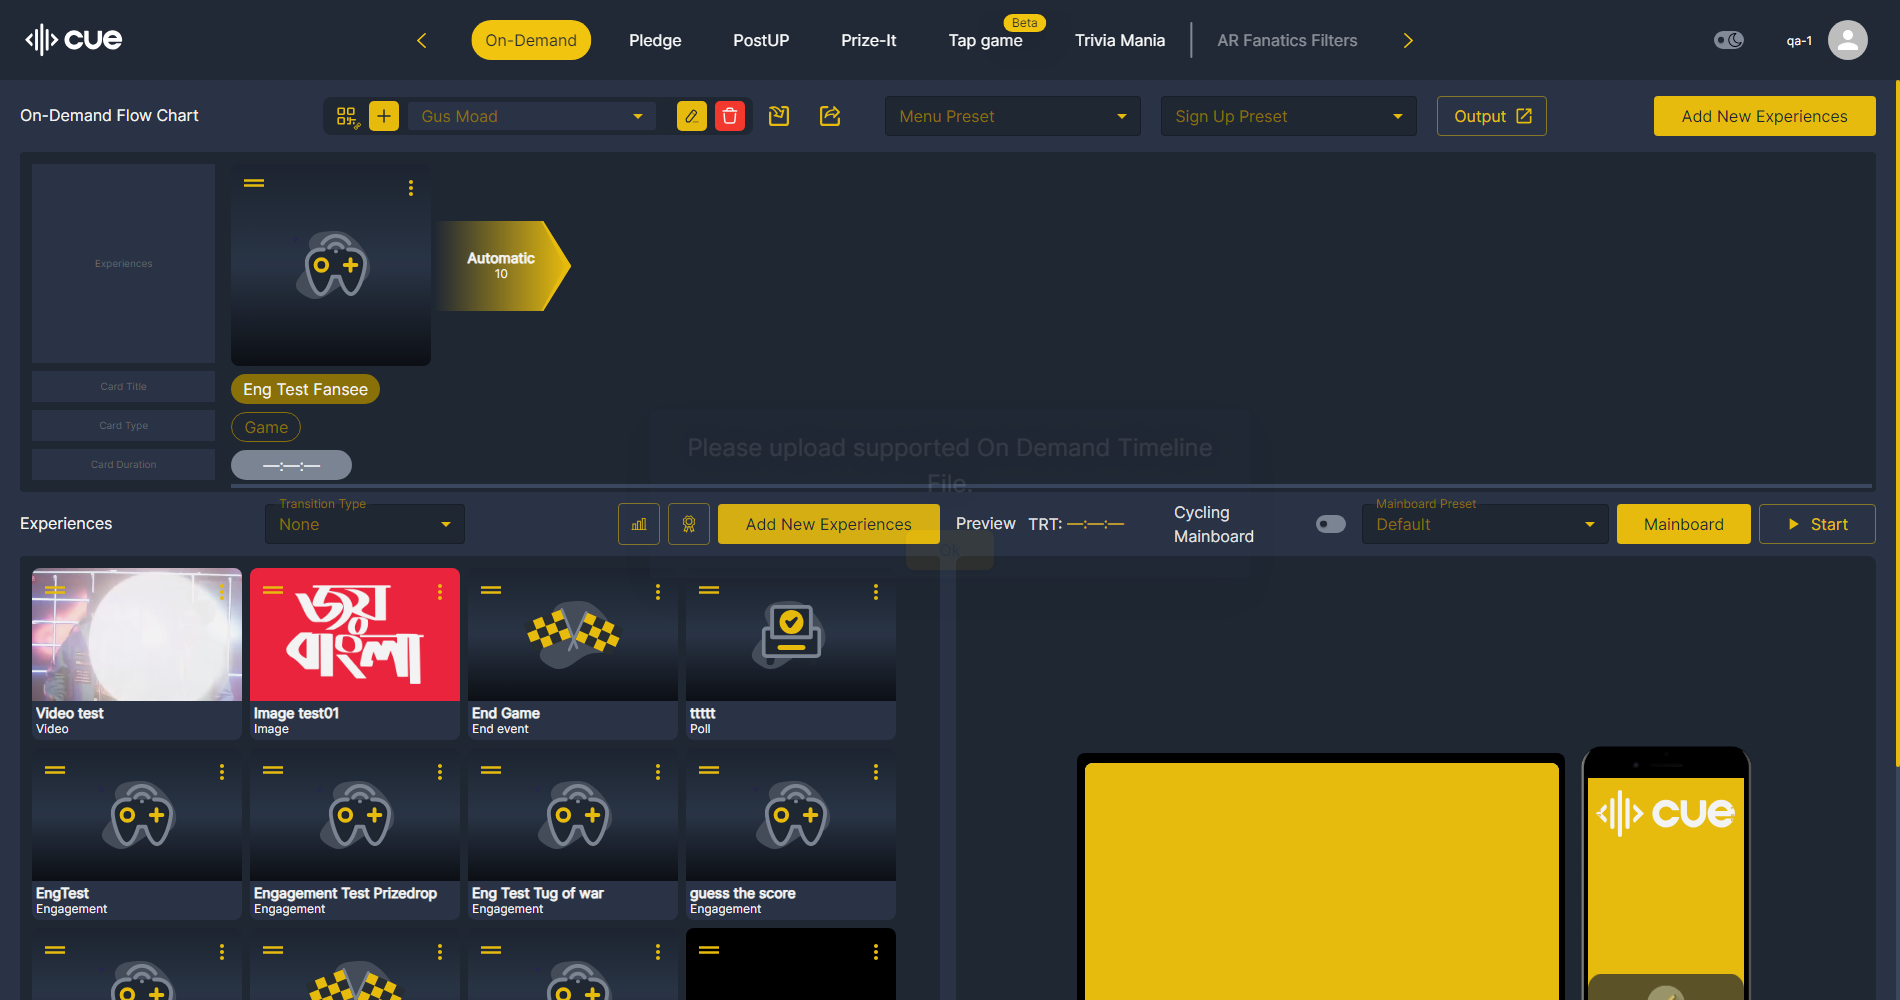 cue
On-Demand
Pledge
PostUP
Prize-It
Tap game
Beta
Trivia Mania
AR Fanatics Filters
qa-1
On-Demand Flow Chart
Gus Moad
Menu Preset
Sign Up Preset
Output
Add New Experiences
Experiences
Automatic
10
Card Title
Eng Test Fansee
Card Type
Game
Card Duration
—:—:—
Please upload supported On Demand Timeline
File.
Ok
Experiences
Transition Type
None
Add New Experiences
Preview
TRT: —:—:—
Cycling
Mainboard
Mainboard Preset
Default
Mainboard
Start
জয়
বাংলা
Video test
Video
Image test01
Image
End Game
End event
ttttt
Poll
EngTest
Engagement
Engagement Test Prizedrop
Engagement
Eng Test Tug of war
Engagement
guess the score
Engagement
cue